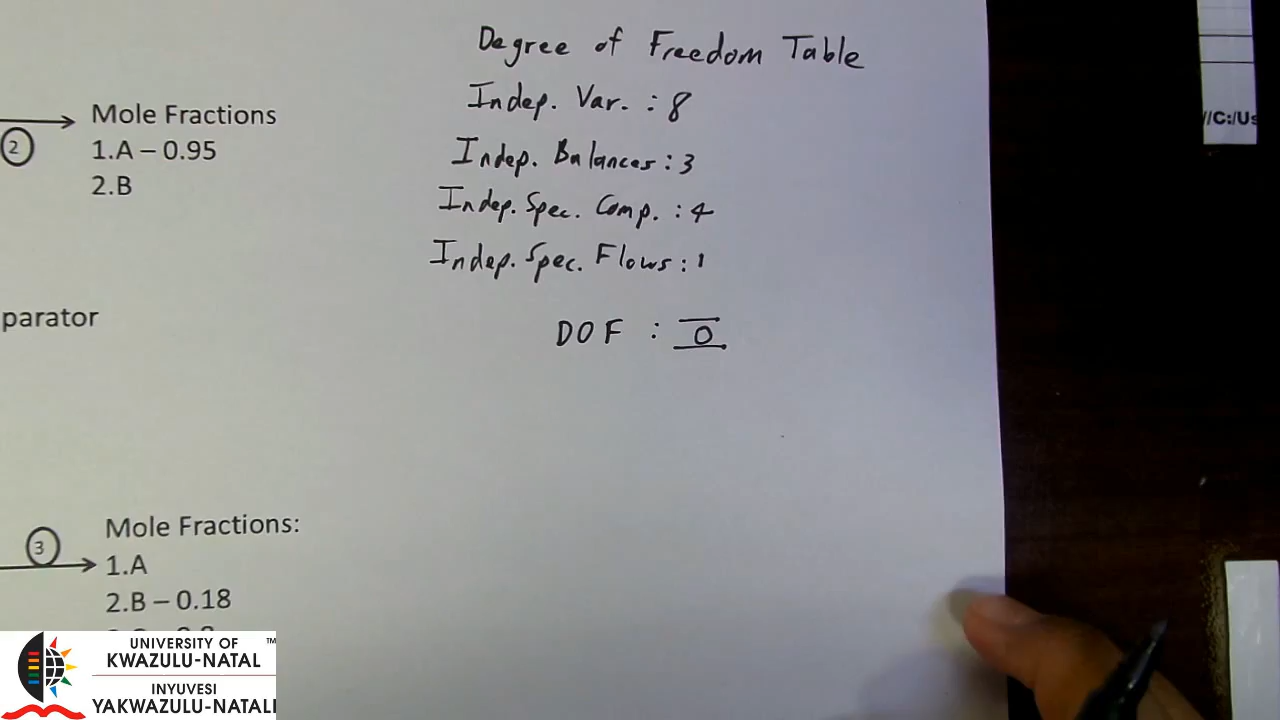 Degree of Freedom Table
Indep. Var. : 8
Indep. Balances : 3
Indep. Spec. Comp. : 4
Indep. Spec. Flows : 1
DOF : 0
2
Mole Fractions
1.A – 0.95
2.B
parator
3
Mole Fractions:
1.A
2.B – 0.18
//C:/Us
UNIVERSITY OF
KWAZULU-NATAL
TM
INYUVESI
YAKWAZULU-NATALI